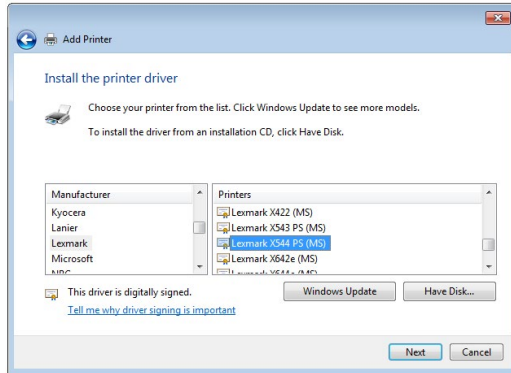 Add Printer
Install the printer driver
Choose your printer from the list. Click Windows Update to see more models.
To install the driver from an installation CD, click Have Disk.
Manufacturer
Kyocera
Lanier
Lexmark
Microsoft
Printers
Lexmark X422 (MS)
Lexmark X543 PS (MS)
Lexmark X544 PS (MS)
Lexmark X642e (MS)
This driver is digitally signed.
Tell me why driver signing is important
Windows Update
Have Disk...
Next
Cancel